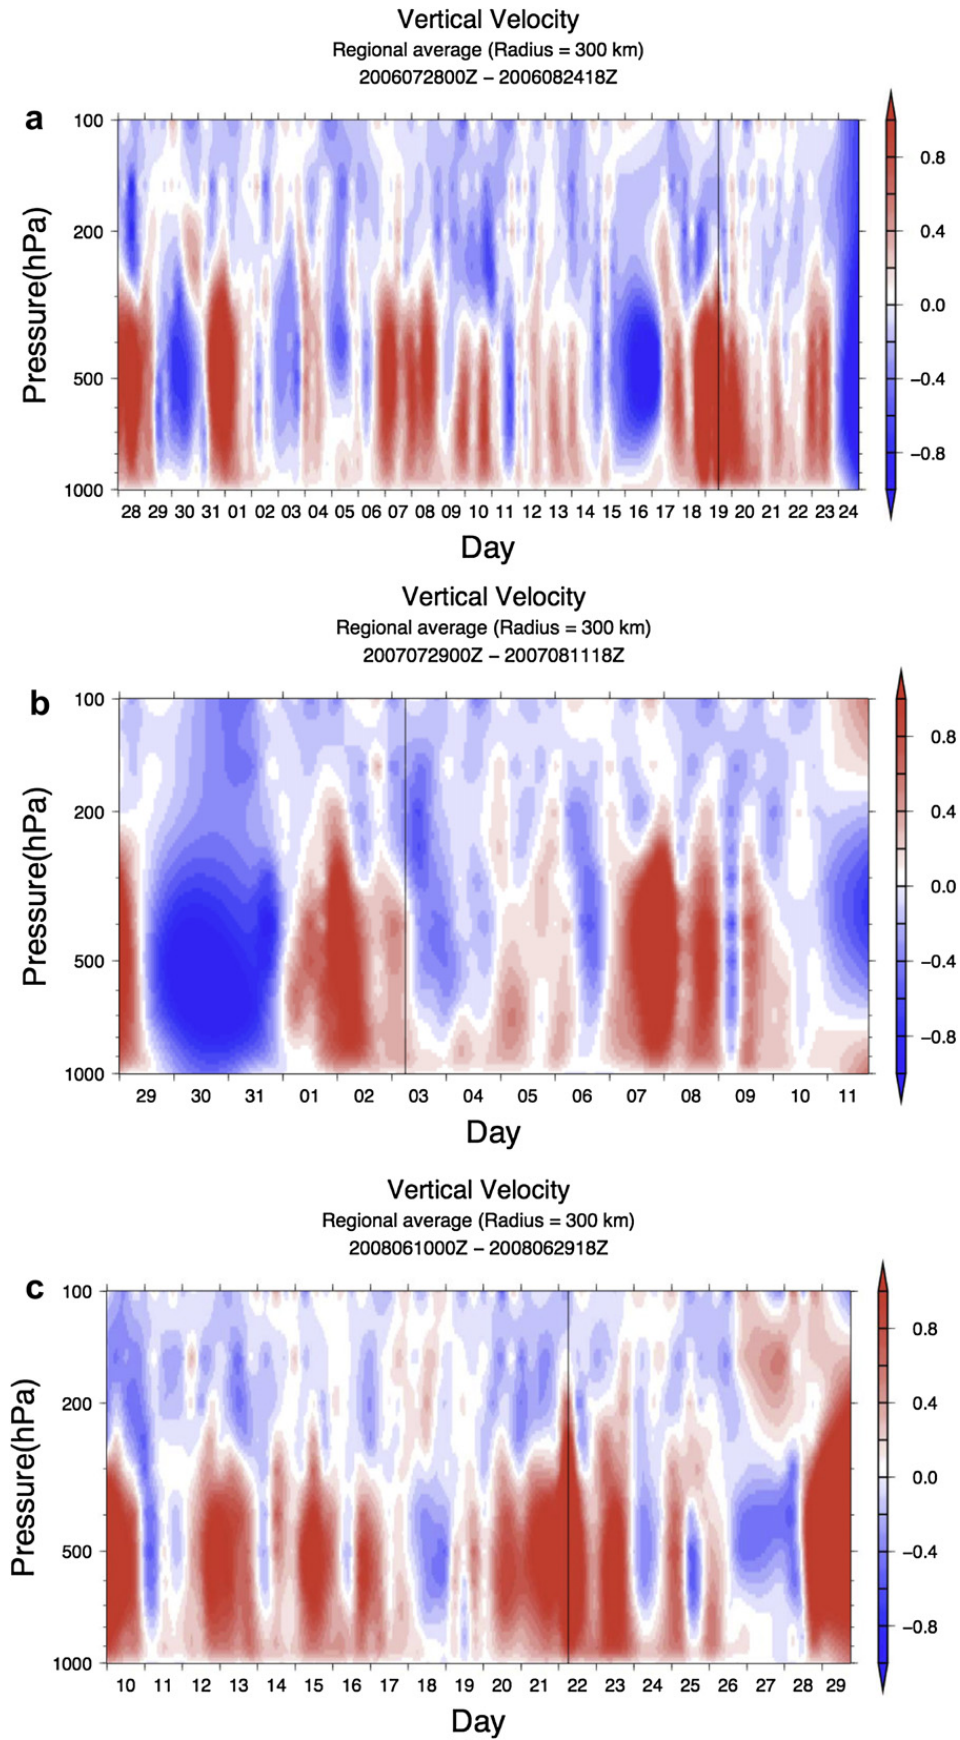 Vertical Velocity
Regional average (Radius = 300 km)
2006072800Z – 2006082418Z
a
100
200
500
1000
Pressure(hPa)
0.8
0.4
0.0
−0.4
−0.8
28 29 30 31 01 02 03 04 05 06 07 08 09 10 11 12 13 14 15 16 17 18 19 20 21 22 23 24
Day
Vertical Velocity
Regional average (Radius = 300 km)
2007072900Z – 2007081118Z
b
100
200
500
1000
Pressure(hPa)
0.8
0.4
0.0
−0.4
−0.8
29 30 31 01 02 03 04 05 06 07 08 09 10 11
Day
Vertical Velocity
Regional average (Radius = 300 km)
2008061000Z – 2008062918Z
c
100
200
500
1000
Pressure(hPa)
0.8
0.4
0.0
−0.4
−0.8
10 11 12 13 14 15 16 17 18 19 20 21 22 23 24 25 26 27 28 29
Day